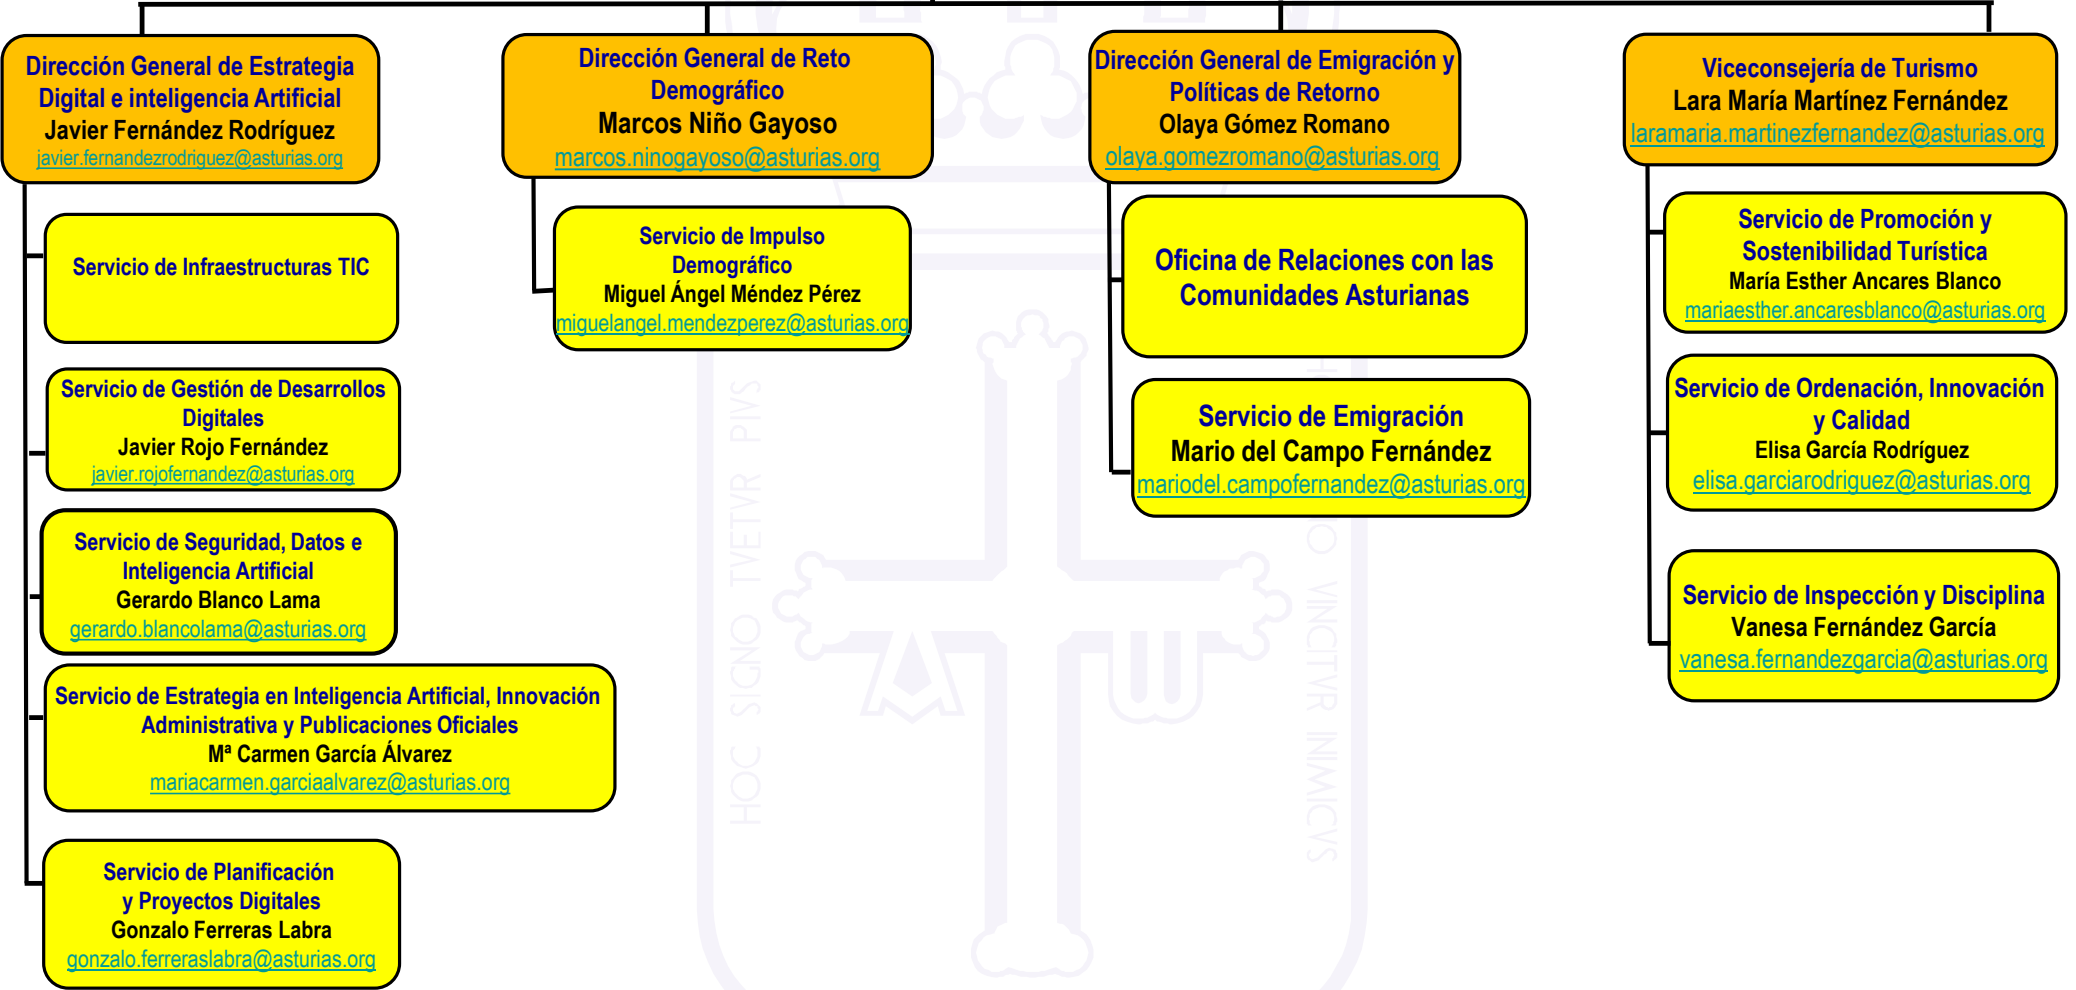 Dirección General de Estrategia
Digital e inteligencia Artificial
Javier Fernández Rodríguez
javier.fernandezrodriguez@asturias.org
Servicio de Infraestructuras TIC
Servicio de Gestión de Desarrollos
Digitales
Javier Rojo Fernández
javier.rojofernandez@asturias.org
Servicio de Seguridad, Datos e
Inteligencia Artificial
Gerardo Blanco Lama
gerardo.blancolama@asturias.org
Servicio de Estrategia en Inteligencia Artificial, Innovación
Administrativa y Publicaciones Oficiales
Mª Carmen García Álvarez
mariacarmen.garciaalvarez@asturias.org
Servicio de Planificación
y Proyectos Digitales
Gonzalo Ferreras Labra
gonzalo.ferreraslabra@asturias.org
Dirección General de Reto
Demográfico
Marcos Niño Gayoso
marcos.ninogayoso@asturias.org
Servicio de Impulso
Demográfico
Miguel Ángel Méndez Pérez
miguelangel.mendezperez@asturias.org
Dirección General de Emigración y
Políticas de Retorno
Olaya Gómez Romano
olaya.gomezromano@asturias.org
Oficina de Relaciones con las
Comunidades Asturianas
Servicio de Emigración
Mario del Campo Fernández
mariodel.campofernandez@asturias.org
Viceconsejería de Turismo
Lara María Martínez Fernández
laramaria.martinezfernandez@asturias.org
Servicio de Promoción y
Sostenibilidad Turística
María Esther Ancares Blanco
mariaesther.ancaresblanco@asturias.org
Servicio de Ordenación, Innovación
y Calidad
Elisa García Rodríguez
elisa.garciarodriguez@asturias.org
Servicio de Inspección y Disciplina
Vanesa Fernández García
vanesa.fernandezgarcia@asturias.org
HOC SIGNO TVETVR PIVS
VINCITVR INIMICVS